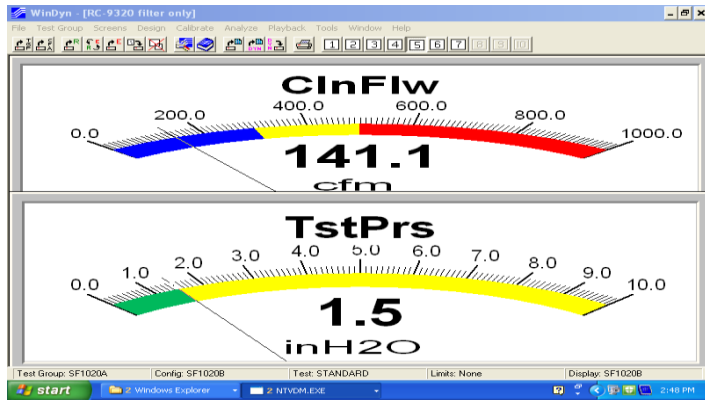 WinDyn - [RC-9320 filter only]
File Test Group Screens Design Calibrate Analyze Playback Tools Window Help
1 2 3 4 5 6 7 8 9 10
ClnFlw
0.0 200.0 400.0 600.0 800.0 1000.0
141.1
cfm
TstPrs
0.0 1.0 2.0 3.0 4.0 5.0 6.0 7.0 8.0 9.0 10.0
1.5
inH2O
Test Group: SF1020A Config: SF1020B Test: STANDARD Limits: None Display: SF1020B
start 2 Windows Explorer 2 NTVDM.EXE 2:48 PM